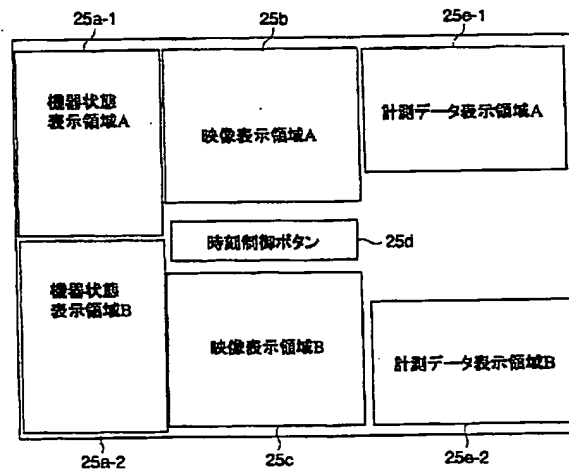 25a-1
25b
25e-1
機器状態
表示領域A
映像表示領域A
計測データ表示領域A
時刻制御ボタン
25d
機器状態
表示領域B
映像表示領域B
計測データ表示領域B
25a-2
25c
25e-2